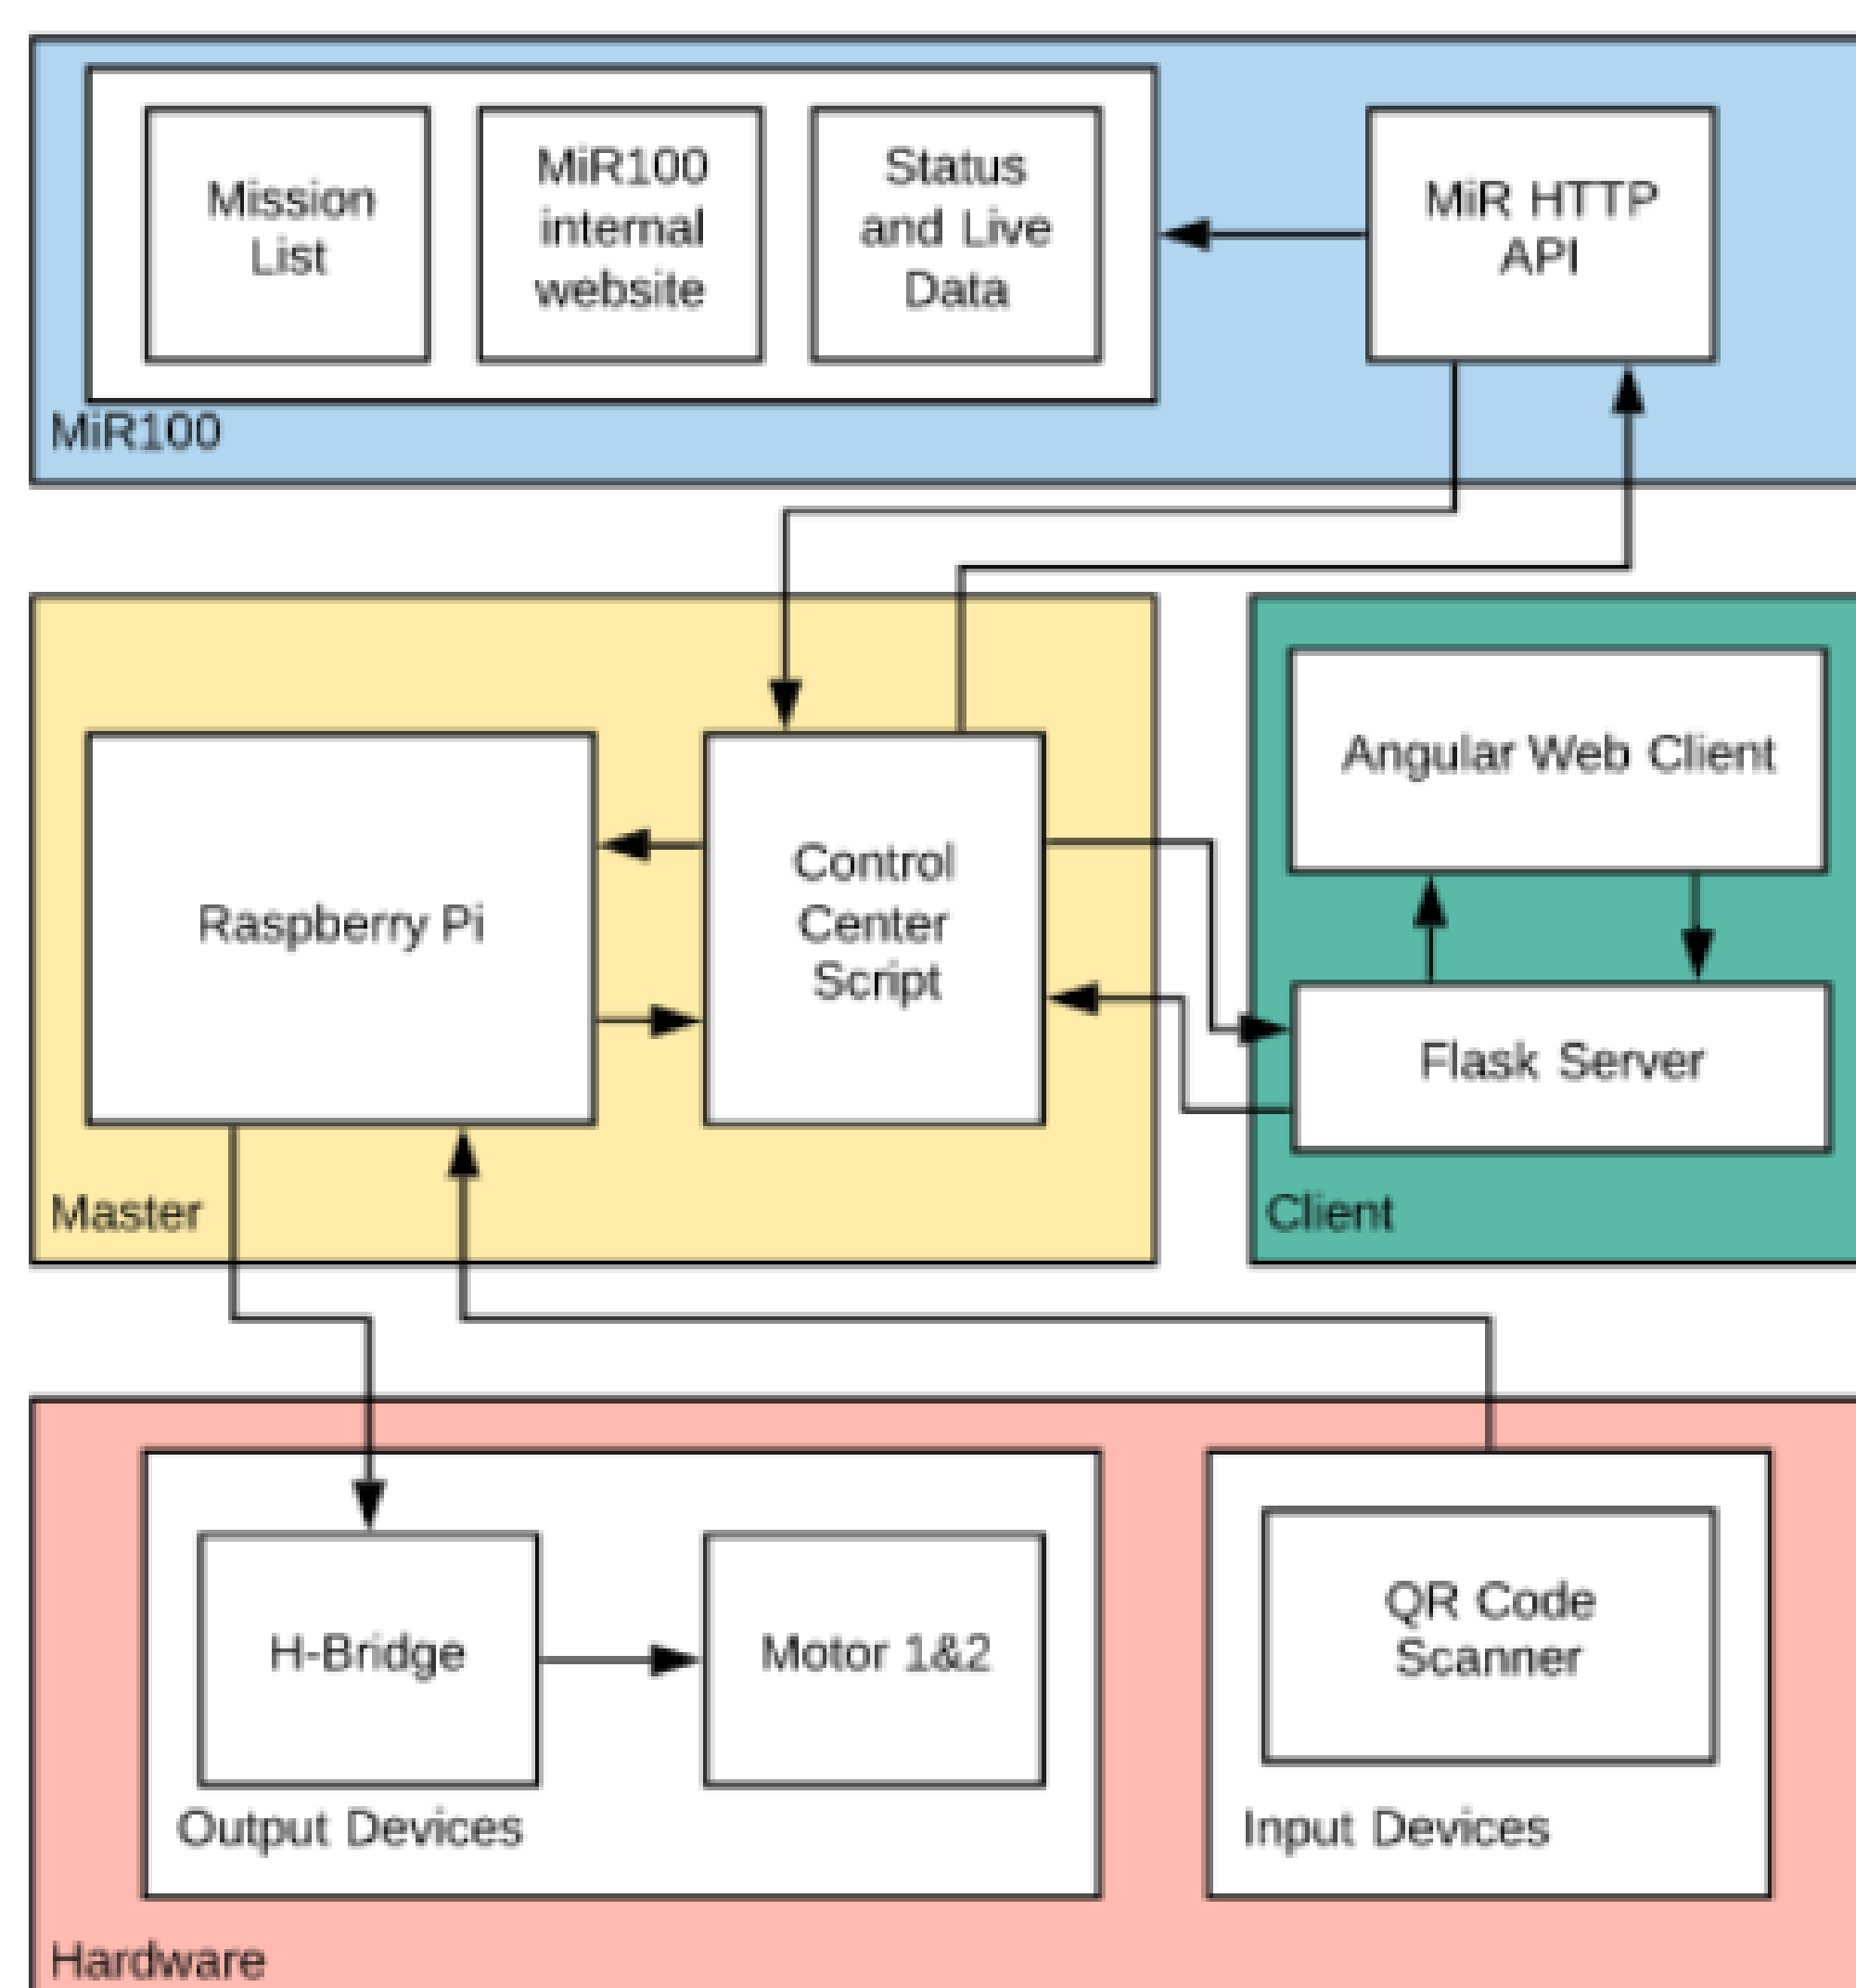 Mission
List
MiR100
internal
website
Status
and Live
Data
MiR HTTP
API
MiR100
Raspberry Pi
Control
Center
Script
Angular Web Client
Flask Server
Master
Client
H-Bridge
Motor 1&2
QR Code
Scanner
Output Devices
Input Devices
Hardware